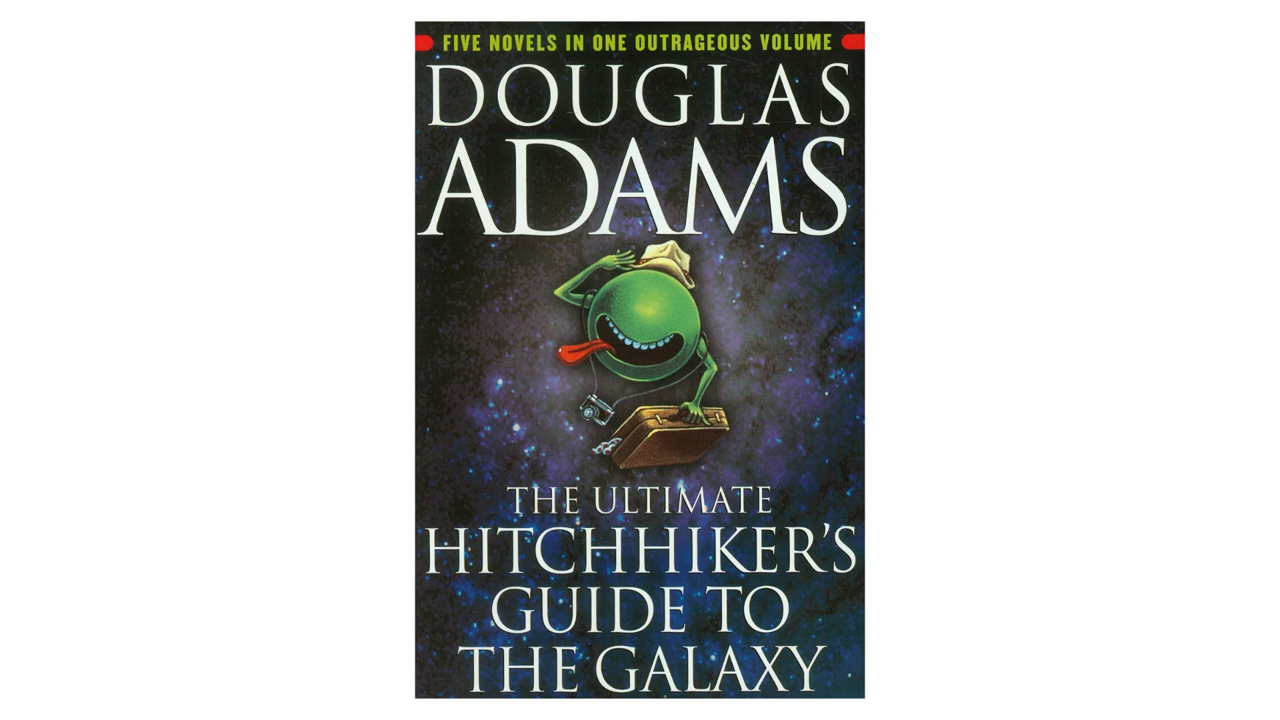 FIVE NOVELS IN ONE OUTRAGEOUS VOLUME
DOUGLAS
ADAMS
THE ULTIMATE
HITCHHIKER'S
GUIDE TO
THE GALAXY